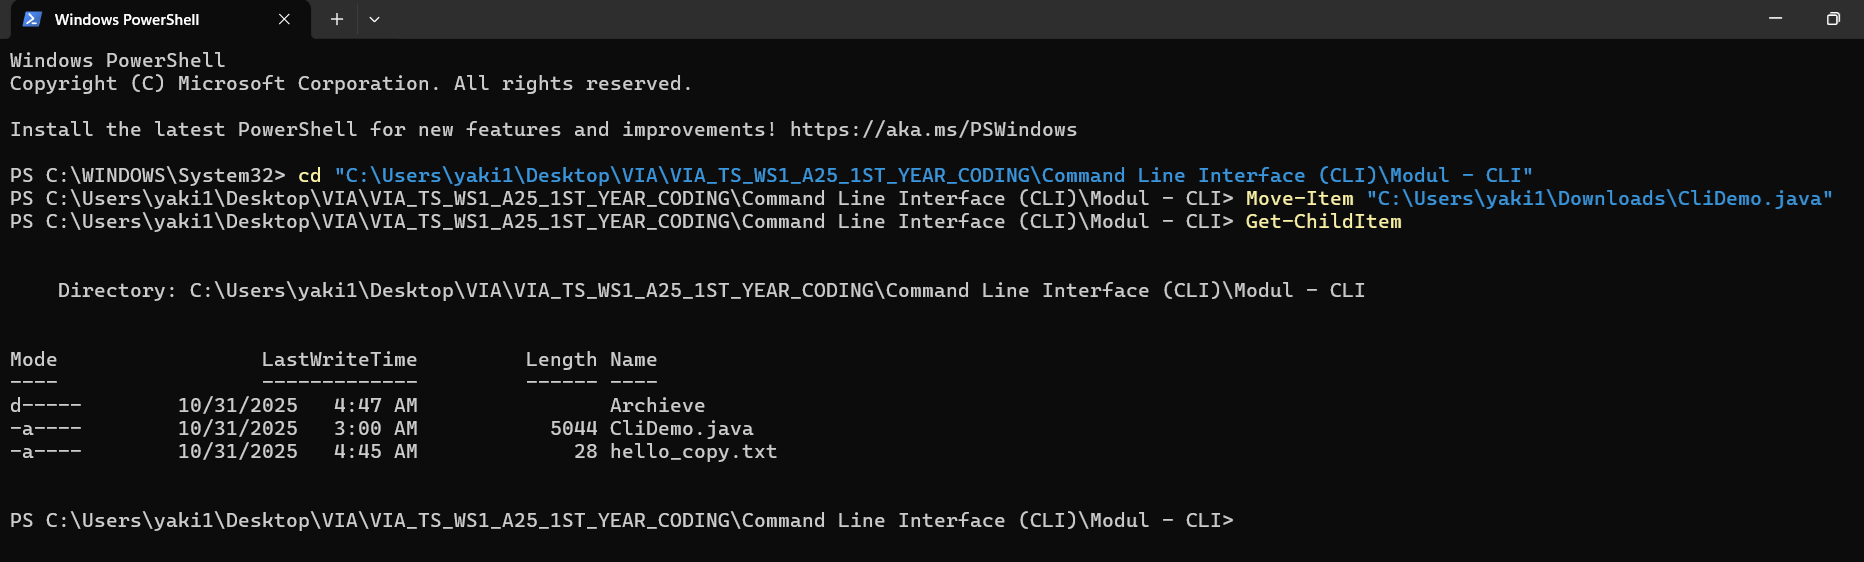 Windows PowerShell
Windows PowerShell
Copyright (C) Microsoft Corporation. All rights reserved.
Install the latest PowerShell for new features and improvements! https://aka.ms/PSWindows
PS C:\WINDOWS\System32> cd "C:\Users\yaki1\Desktop\VIA\VIA_TS_WS1_A25_1ST_YEAR_CODING\Command Line Interface (CLI)\Modul - CLI"
PS C:\Users\yaki1\Desktop\VIA\VIA_TS_WS1_A25_1ST_YEAR_CODING\Command Line Interface (CLI)\Modul - CLI> Move-Item "C:\Users\yaki1\Downloads\CliDemo.java"
PS C:\Users\yaki1\Desktop\VIA\VIA_TS_WS1_A25_1ST_YEAR_CODING\Command Line Interface (CLI)\Modul - CLI> Get-ChildItem
    Directory: C:\Users\yaki1\Desktop\VIA\VIA_TS_WS1_A25_1ST_YEAR_CODING\Command Line Interface (CLI)\Modul - CLI
Mode                 LastWriteTime         Length Name
----                 -------------         ------ ----
d-----        10/31/2025   4:47 AM                Archieve
-a----        10/31/2025   3:00 AM           5044 CliDemo.java
-a----        10/31/2025   4:45 AM             28 hello_copy.txt
PS C:\Users\yaki1\Desktop\VIA\VIA_TS_WS1_A25_1ST_YEAR_CODING\Command Line Interface (CLI)\Modul - CLI>